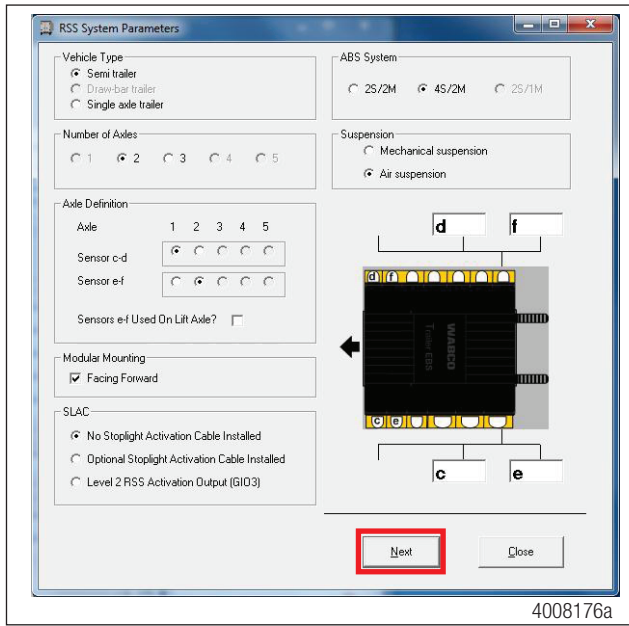 RSS System Parameters
Vehicle Type
Semi trailer
Draw-bar trailer
Single axle trailer
ABS System
2S/2M 4S/2M 2S/1M
Number of Axles
1 2 3 4 5
Suspension
Mechanical suspension
Air suspension
Axle Definition
Axle 1 2 3 4 5
Sensor c-d
Sensor e-f
Sensors e-f Used On Lift Axle?
d f
d f
WABCO
Trailer EBS
c e
c e
Modular Mounting
Facing Forward
SLAC
No Stoplight Activation Cable Installed
Optional Stoplight Activation Cable Installed
Level 2 RSS Activation Output (GIO3)
Next Close
4008176a